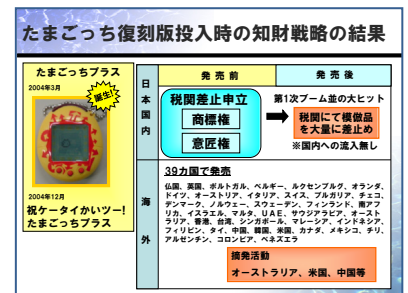 たまごっち復刻版投入時の知財戦略の結果
たまごっちプラス
2004年3月
誕生!
2004年12月
祝ケータイかいツー!
たまごっちプラス
日本国内
発売前
発売後
税関差止申立
商標権
意匠権
第1次ブーム並の大ヒット
税関にて模倣品
を大量に差止め
※国内への流入無し
海外
39カ国で発売
仏国、英国、ポルトガル、ベルギー、ルクセンブルグ、オランダ、
ドイツ、オーストリア、イタリア、スイス、ブルガリア、チェコ、
デンマーク、ノルウェー、スウェーデン、フィンランド、南アフ
リカ、イスラエル、マルタ、UAE、サウジアラビア、オースト
ラリア、香港、台湾、シンガポール、マレーシア、インドネシア、
フィリピン、タイ、中国、韓国、米国、カナダ、メキシコ、チリ、
アルゼンチン、コロンビア、ベネズエラ
摘発活動
オーストラリア、米国、中国等